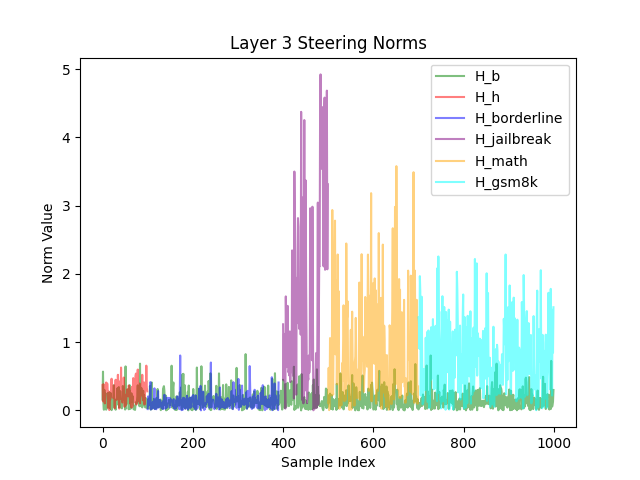 Layer 3 Steering Norms
H_b
H_h
H_borderline
H_jailbreak
H_math
H_gsm8k
Norm Value
5
4
3
2
1
0
0 200 400 600 800 1000
Sample Index